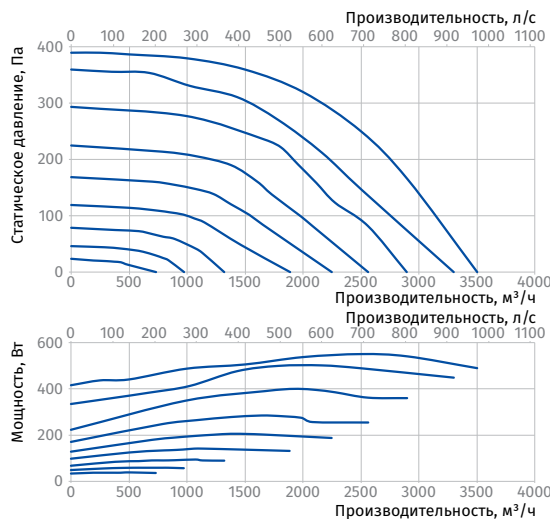 Производительность, л/с
0 100 200 300 400 500 600 700 800 900 1000 1100
Статическое давление, Па
400
300
200
100
0
0 500 1000 1500 2000 2500 3000 3500 4000
Производительность, м³/ч
Производительность, л/с
0 100 200 300 400 500 600 700 800 900 1000 1100
Мощность, Вт
600
400
200
0
0 500 1000 1500 2000 2500 3000 3500 4000
Производительность, м³/ч